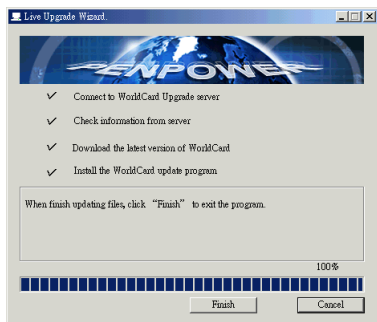 Live Upgrade Wizard.
PENPOWER
Connect to WorldCard Upgrade server
Check information from server
Download the latest version of WorldCard
Install the WorldCard update program
When finish updating files, click “Finish” to exit the program.
100%
Finish
Cancel